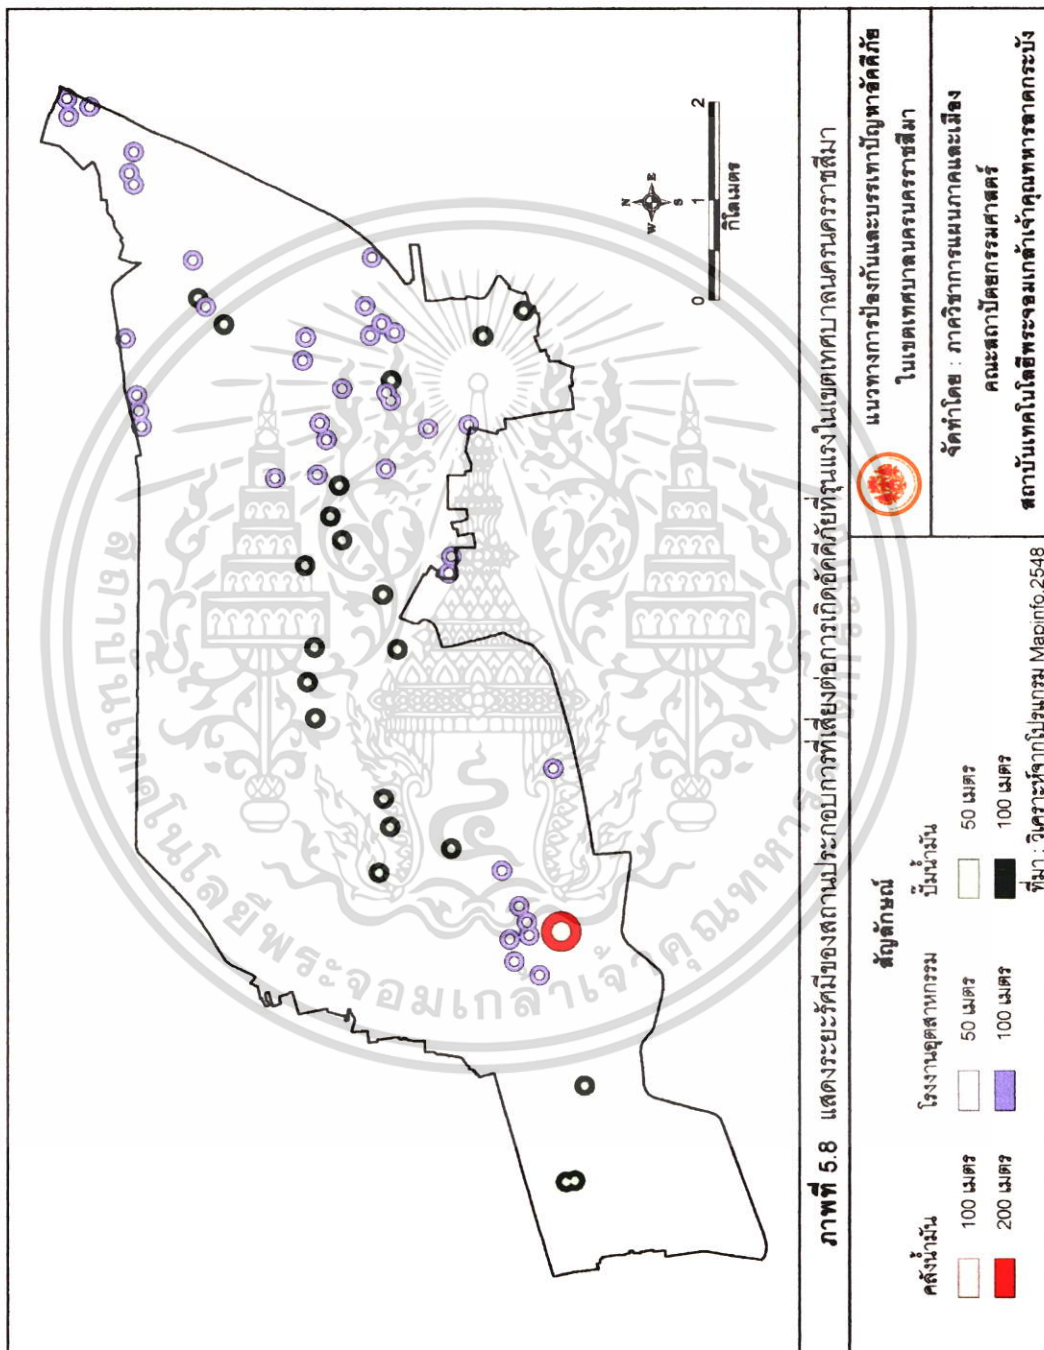 N
W E
S
0 1 2
กิโลเมตร
ภาพที่ 5.8 แสดงระยะรัศมีของสถานประกอบการที่เสี่ยงต่อการเกิดอัคคีภัยที่รุนแรงในเขตเทศบาลนครนครราชสีมา
สัญลักษณ์
คลังน้ำมัน โรงงานอุตสาหกรรม ปั๊มน้ำมัน
100 เมตร 50 เมตร 50 เมตร
200 เมตร 100 เมตร 100 เมตร
ที่มา : วิเคราะห์จากโปรแกรม Mapinfo,2548
แนวทางการป้องกันและบรรเทาปัญหาอัคคีภัย
ในเขตเทศบาลนครนครราชสีมา
จัดทำโดย : ภาควิชาการวางแผนภาคและเมือง
คณะสถาปัตยกรรมศาสตร์
สถาบันเทคโนโลยีพระจอมเกล้าเจ้าคุณทหารลาดกระบัง
สถาบันเทคโนโลยีพระจอมเกล้าเจ้าคุณทหารลาดกระบัง